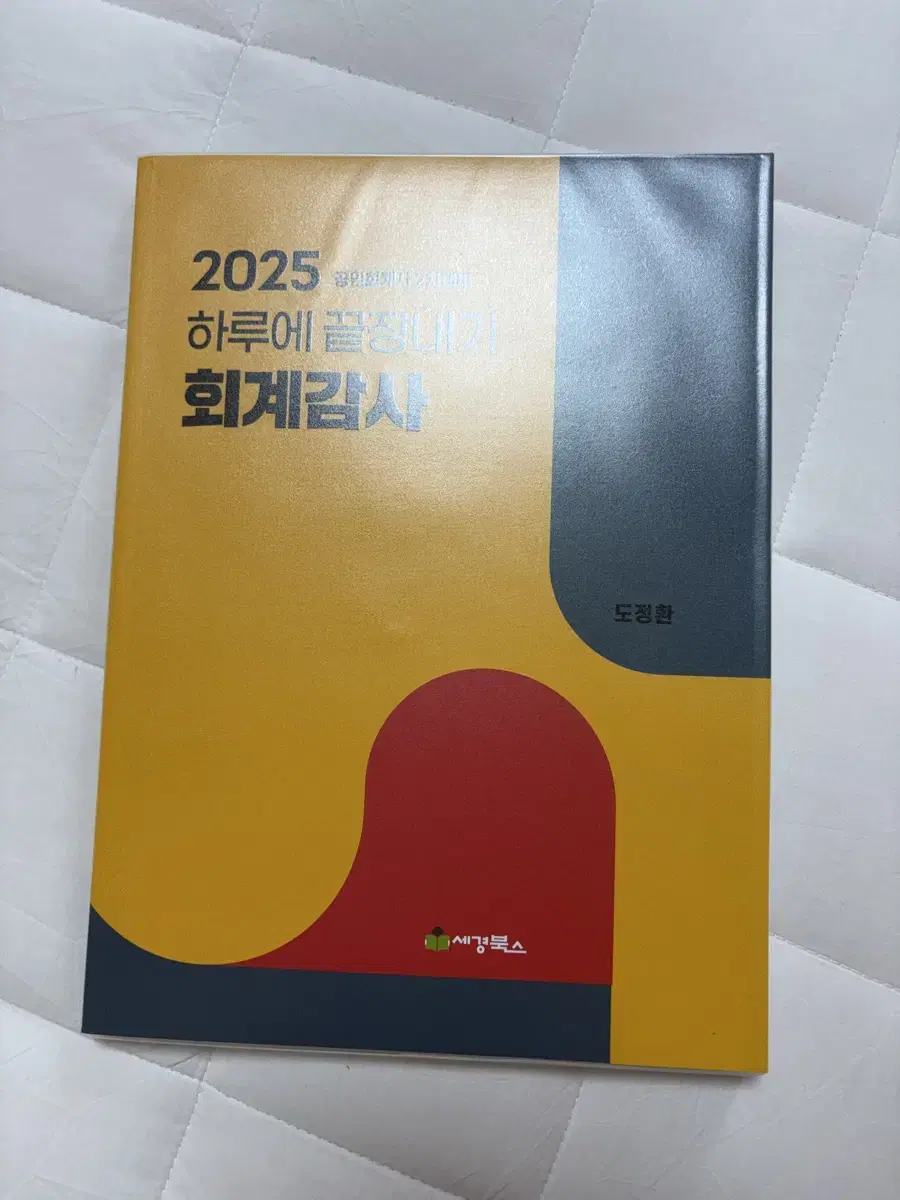 2025 공인회계사 2차대비
하루에 끝장내기
회계감사
도정환
세경북스